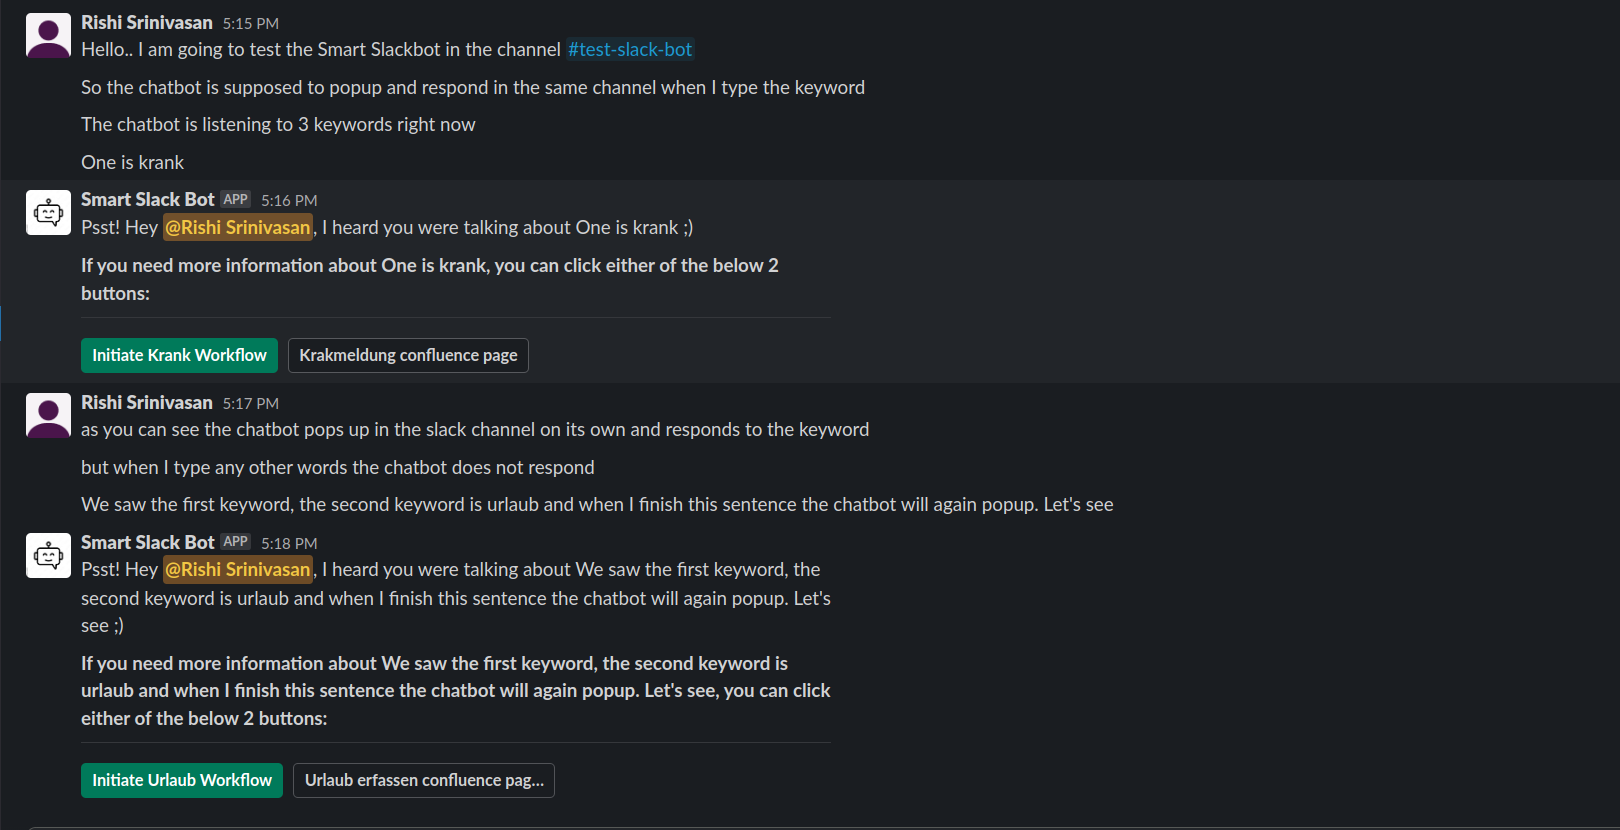 Rishi Srinivasan 5:15 PM
Hello.. I am going to test the Smart Slackbot in the channel #test-slack-bot
So the chatbot is supposed to popup and respond in the same channel when I type the keyword
The chatbot is listening to 3 keywords right now
One is krank
Smart Slack Bot APP 5:16 PM
Psst! Hey @Rishi Srinivasan, I heard you were talking about One is krank ;)
If you need more information about One is krank, you can click either of the below 2
buttons:
Initiate Krank Workflow Krakmeldung confluence page
Rishi Srinivasan 5:17 PM
as you can see the chatbot pops up in the slack channel on its own and responds to the keyword
but when I type any other words the chatbot does not respond
We saw the first keyword, the second keyword is urlaub and when I finish this sentence the chatbot will again popup. Let's see
Smart Slack Bot APP 5:18 PM
Psst! Hey @Rishi Srinivasan, I heard you were talking about We saw the first keyword, the
second keyword is urlaub and when I finish this sentence the chatbot will again popup. Let's
see ;)
If you need more information about We saw the first keyword, the second keyword is
urlaub and when I finish this sentence the chatbot will again popup. Let's see, you can click
either of the below 2 buttons:
Initiate Urlaub Workflow Urlaub erfassen confluence pag...